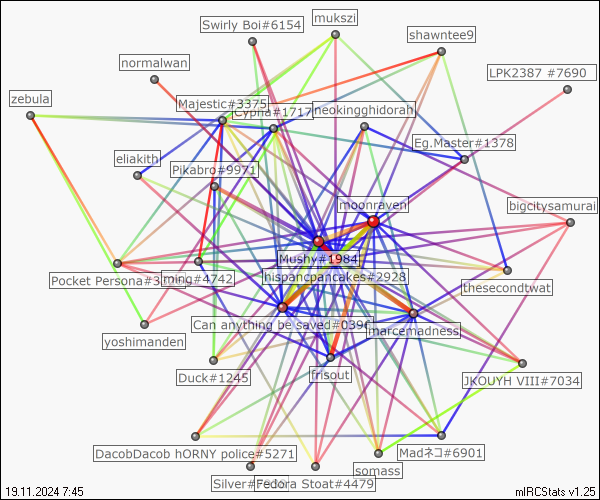 mukszi
Swirly Boi#6154
shawntee9
normalwan
LPK2387 #7690
zebula
Majestic#3375
Cypha#1717
neokingghidorah
Eg.Master#1378
eliakith
Pikabro#9971
moonraven
bigcitysamurai
Mushy#1984
hispandpancakes#2928
Pocket Persona#3
ming#4742
thesecondtwat
Can anything be saved#0396
marcemadness
yoshimanden
Duck#1245
frisout
JKOUYH VIII#7034
DacobDacob hORNY police#5271
Madネコ#6901
somass
Silver#
Fedora Stoat#4479
19.11.2024 7:45
mIRCStats v1.25